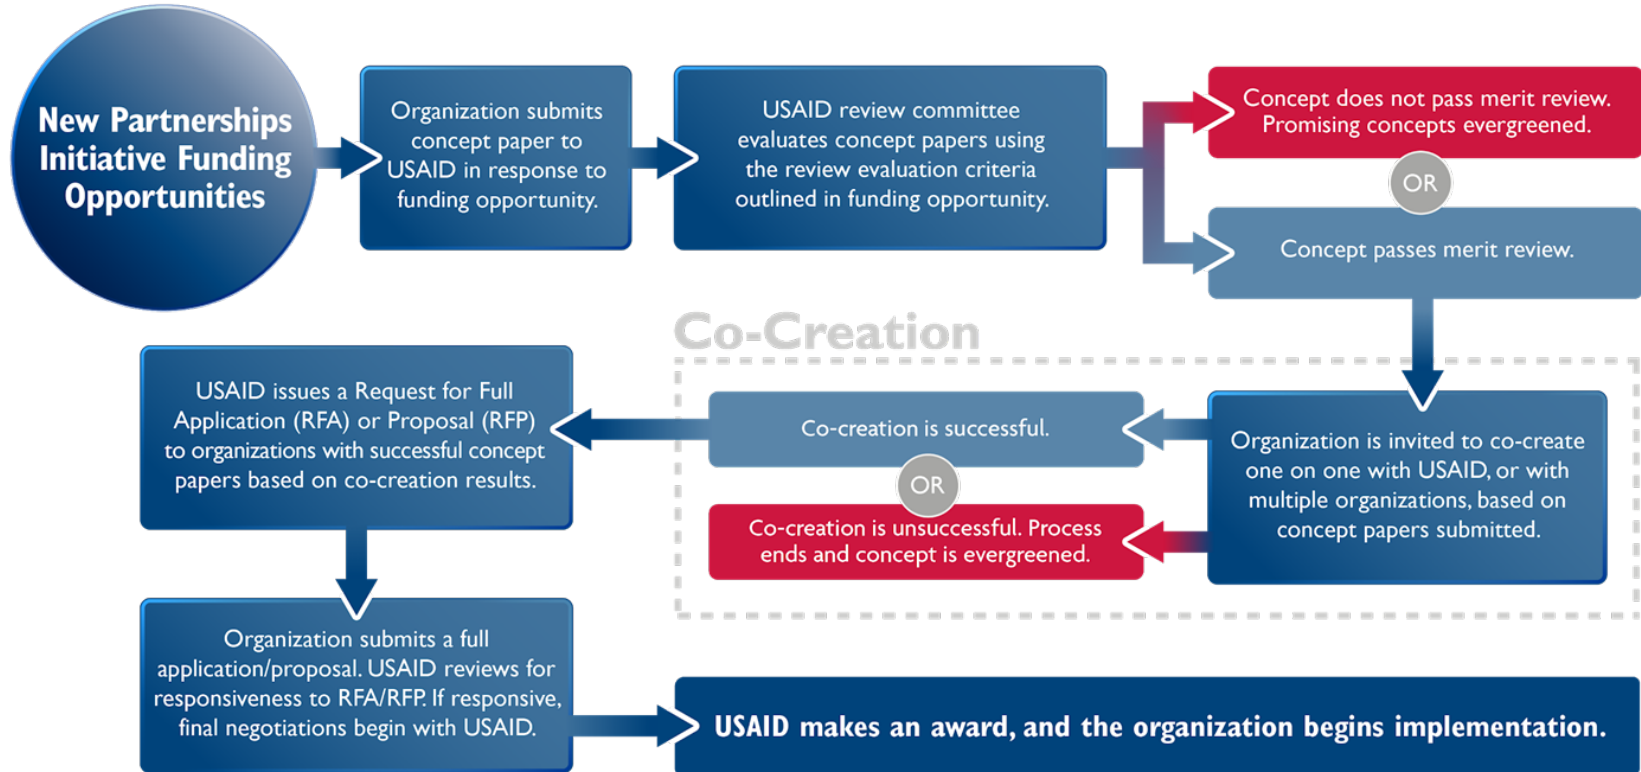 New Partnerships
Initiative Funding
Opportunities
Organization submits
concept paper to
USAID in response to
funding opportunity.
USAID review committee
evaluates concept papers using
the review evaluation criteria
outlined in funding opportunity.
Concept does not pass merit review.
Promising concepts evergreened.
OR
Concept passes merit review.
Co-Creation
Organization is invited to co-create
one on one with USAID, or with
multiple organizations, based on
concept papers submitted.
Co-creation is successful.
OR
Co-creation is unsuccessful. Process
ends and concept is evergreened.
USAID issues a Request for Full
Application (RFA) or Proposal (RFP)
to organizations with successful concept
papers based on co-creation results.
Organization submits a full
application/proposal. USAID reviews for
responsiveness to RFA/RFP. If responsive,
final negotiations begin with USAID.
USAID makes an award, and the organization begins implementation.